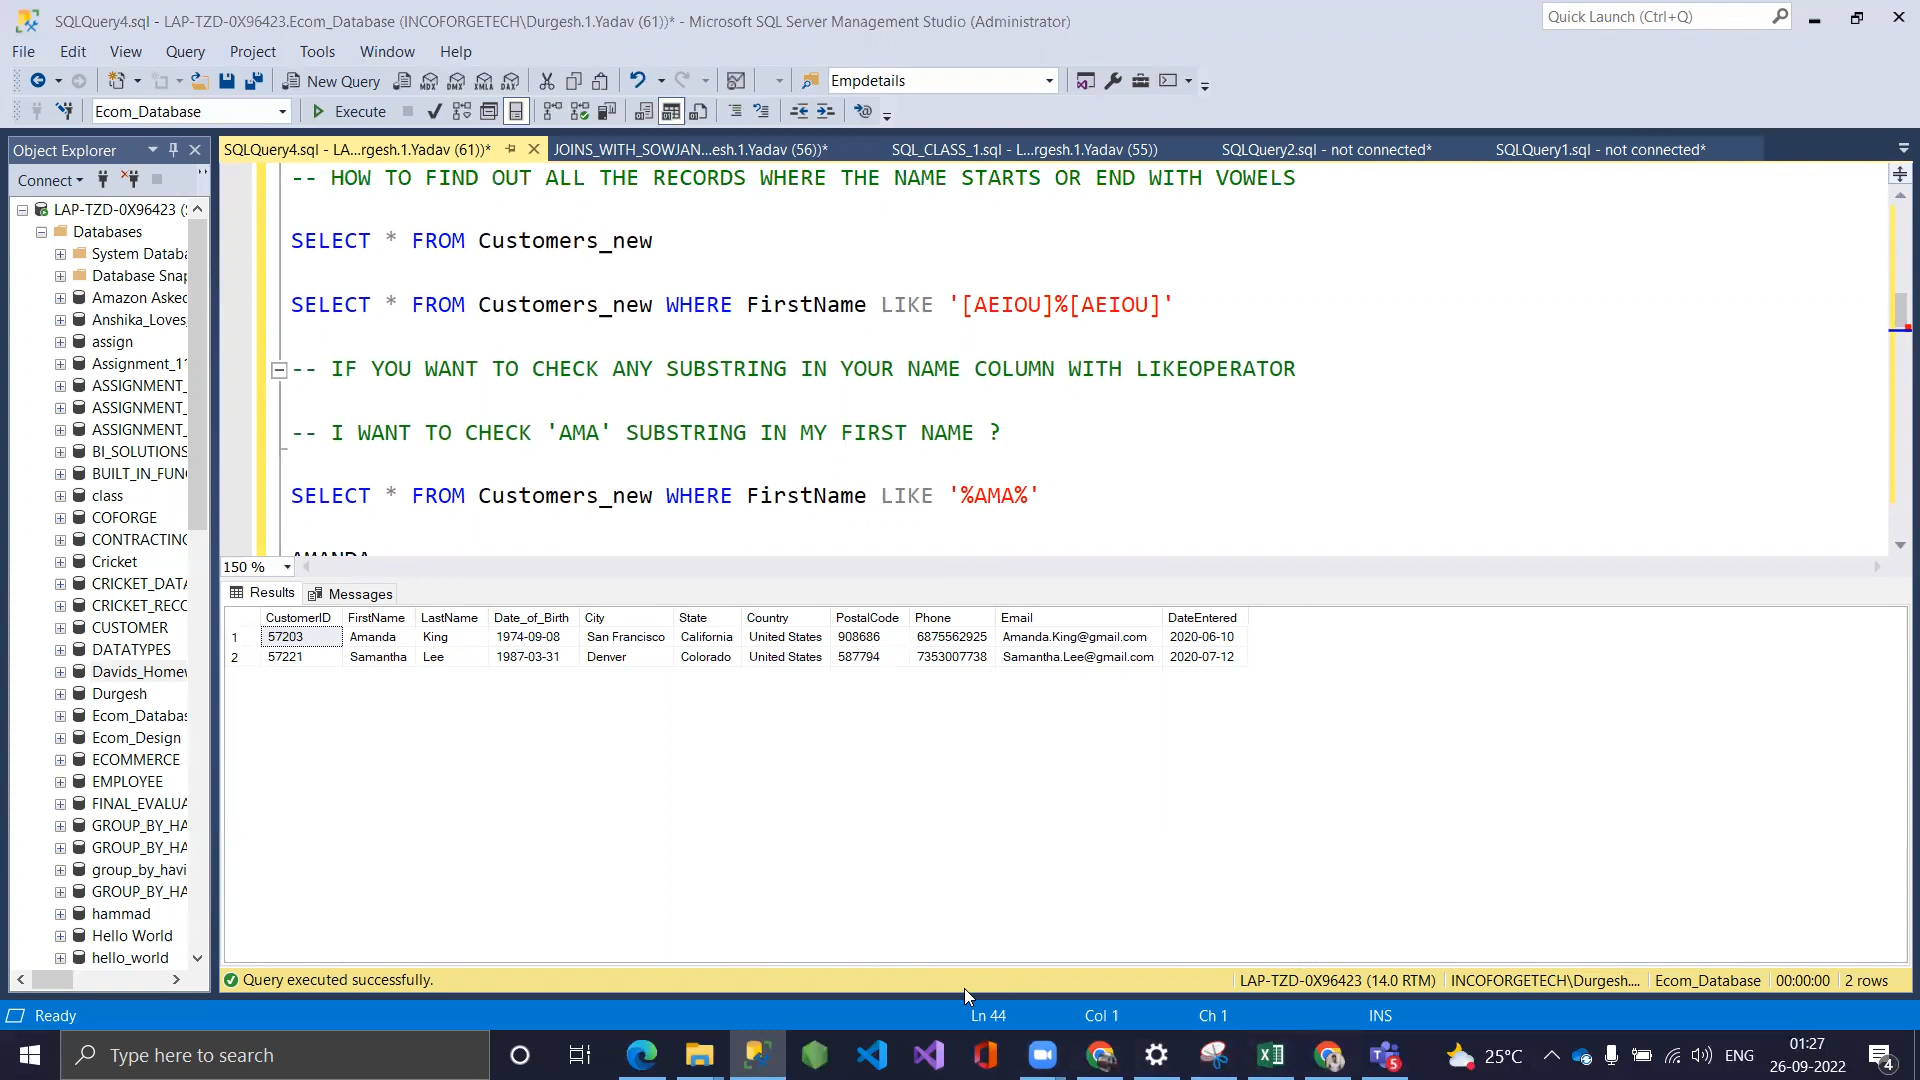 SQLQuery4.sql - LAP-TZD-0X96423.Ecom_Database (INCOFORGETECH\Durgesh.1.Yadav (61))* - Microsoft SQL Server Management Studio (Administrator)
Quick Launch (Ctrl+Q)
File Edit View Query Project Tools Window Help
New Query
Empdetails
Ecom_Database
Execute
Object Explorer
SQLQuery4.sql - LA...rgesh.1.Yadav (61))*
JOINS_WITH_SOWJAN...esh.1.Yadav (56))*
SQL_CLASS_1.sql - L...rgesh.1.Yadav (55))
SQLQuery2.sql - not connected*
SQLQuery1.sql - not connected*
Connect
LAP-TZD-0X96423 (
Databases
System Databa
Database Snap
Amazon Asked
Anshika_Loves_
assign
Assignment_1
ASSIGNMENT_
ASSIGNMENT_
ASSIGNMENT_
BI_SOLUTIONS
BUILT_IN_FUN
class
COFORGE
CONTRACTING
Cricket
CRICKET_DATA
CRICKET_RECO
CUSTOMER
DATATYPES
Davids_Homew
Durgesh
Ecom_Databas
Ecom_Design
ECOMMERCE
EMPLOYEE
FINAL_EVALUA
GROUP_BY_HA
GROUP_BY_HA
group_by_havi
GROUP_BY_HA
hammad
Hello World
hello_world
-- HOW TO FIND OUT ALL THE RECORDS WHERE THE NAME STARTS OR END WITH VOWELS
SELECT * FROM Customers_new
SELECT * FROM Customers_new WHERE FirstName LIKE '[AEIOU]%[AEIOU]'
-- IF YOU WANT TO CHECK ANY SUBSTRING IN YOUR NAME COLUMN WITH LIKEOPERATOR
-- I WANT TO CHECK 'AMA' SUBSTRING IN MY FIRST NAME ?
SELECT * FROM Customers_new WHERE FirstName LIKE '%AMA%'
AMANDA
150 %
Results Messages
CustomerID FirstName LastName Date_of_Birth City State Country PostalCode Phone Email DateEntered
1 57203 Amanda King 1974-09-08 San Francisco California United States 908686 6875562925 Amanda.King@gmail.com 2020-06-10
2 57221 Samantha Lee 1987-03-31 Denver Colorado United States 587794 7353007738 Samantha.Lee@gmail.com 2020-07-12
Query executed successfully.
LAP-TZD-0X96423 (14.0 RTM) INCOFORGETECH\Durgesh.... Ecom_Database 00:00:00 2 rows
Ready
Ln 44 Col 1 Ch 1 INS
Type here to search
25°C
ENG
01:27
26-09-2022
4